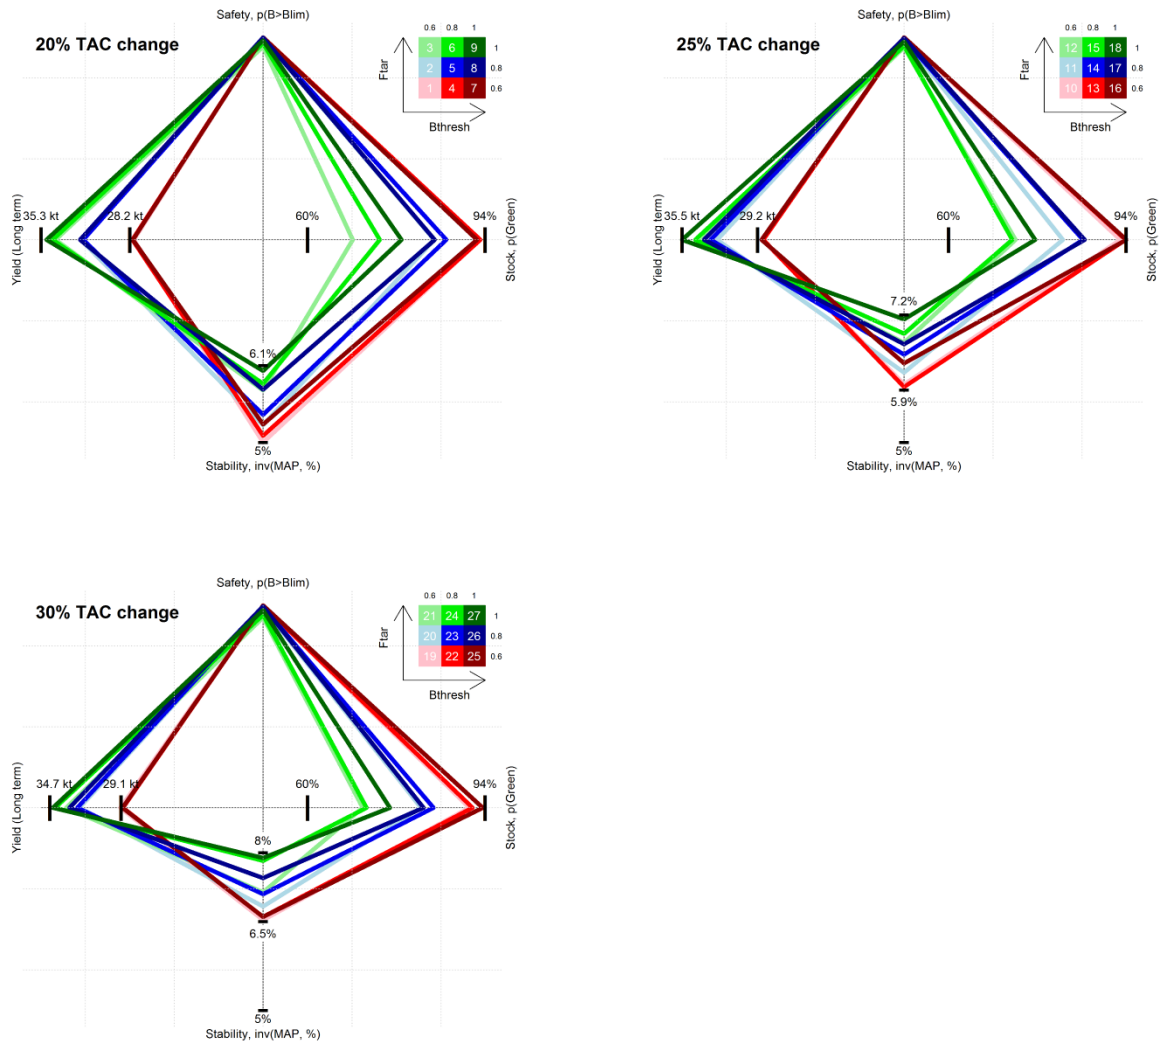 Safety, p(B>Blim)
20% TAC change
0.6 0.8 1
3 6 9 1
2 5 8 0.8
1 4 7 0.6
Ftar
Bthresh
35.3 kt 28.2 kt 60% 94%
Yield (Long term)
Stock, p(Green)
6.1%
5%
Stability, inv(MAP, %)
Safety, p(B>Blim)
25% TAC change
0.6 0.8 1
12 15 18 1
11 14 17 0.8
10 13 16 0.6
Ftar
Bthresh
35.5 kt 29.2 kt 60% 94%
Yield (Long term)
Stock, p(Green)
7.2%
5.9%
5%
Stability, inv(MAP, %)
Safety, p(B>Blim)
30% TAC change
0.6 0.8 1
21 24 27 1
20 23 26 0.8
19 22 25 0.6
Ftar
Bthresh
34.7 kt 29.1 kt 60% 94%
Yield (Long term)
Stock, p(Green)
8%
6.5%
5%
Stability, inv(MAP, %)